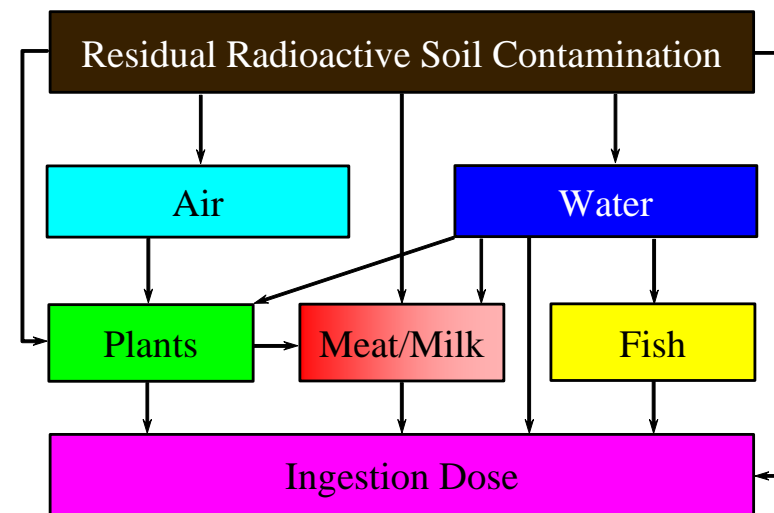 Residual Radioactive Soil Contamination
Air
Water
Plants
Meat/Milk
Fish
Ingestion Dose